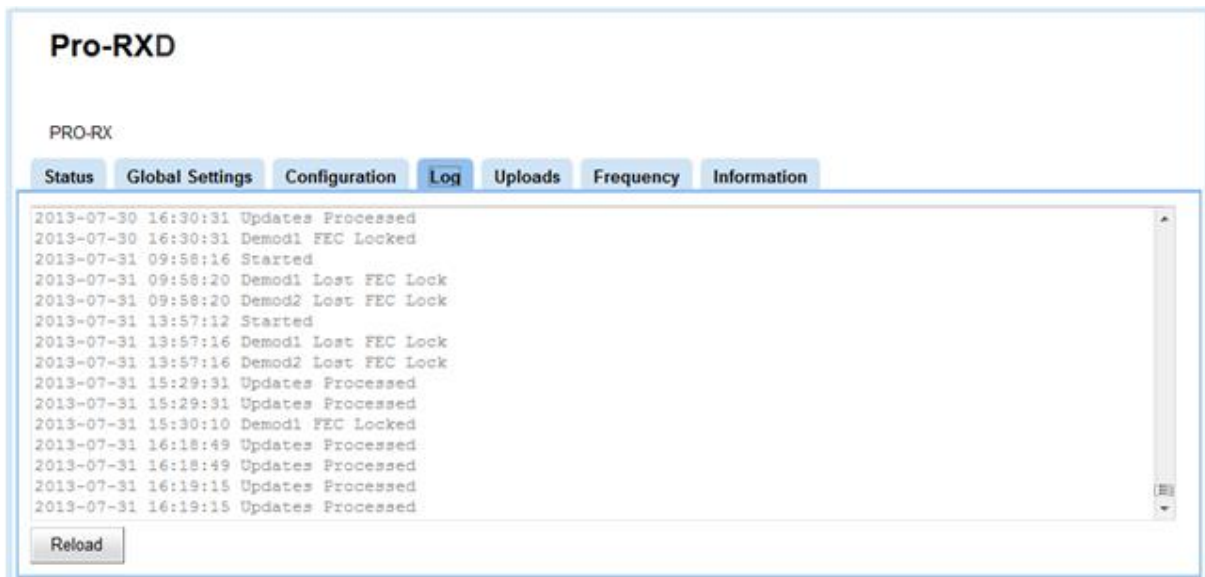 Pro-RXD
PRO-RX
Status Global Settings Configuration Log Uploads Frequency Information
2013-07-30 16:30:31 Updates Processed
2013-07-30 16:30:31 Demod1 FEC Locked
2013-07-31 09:58:16 Started
2013-07-31 09:58:20 Demod1 Lost FEC Lock
2013-07-31 09:58:20 Demod2 Lost FEC Lock
2013-07-31 13:57:12 Started
2013-07-31 13:57:16 Demod1 Lost FEC Lock
2013-07-31 13:57:16 Demod2 Lost FEC Lock
2013-07-31 15:29:31 Updates Processed
2013-07-31 15:29:31 Updates Processed
2013-07-31 15:30:10 Demod1 FEC Locked
2013-07-31 16:18:49 Updates Processed
2013-07-31 16:18:49 Updates Processed
2013-07-31 16:19:15 Updates Processed
2013-07-31 16:19:15 Updates Processed
Reload